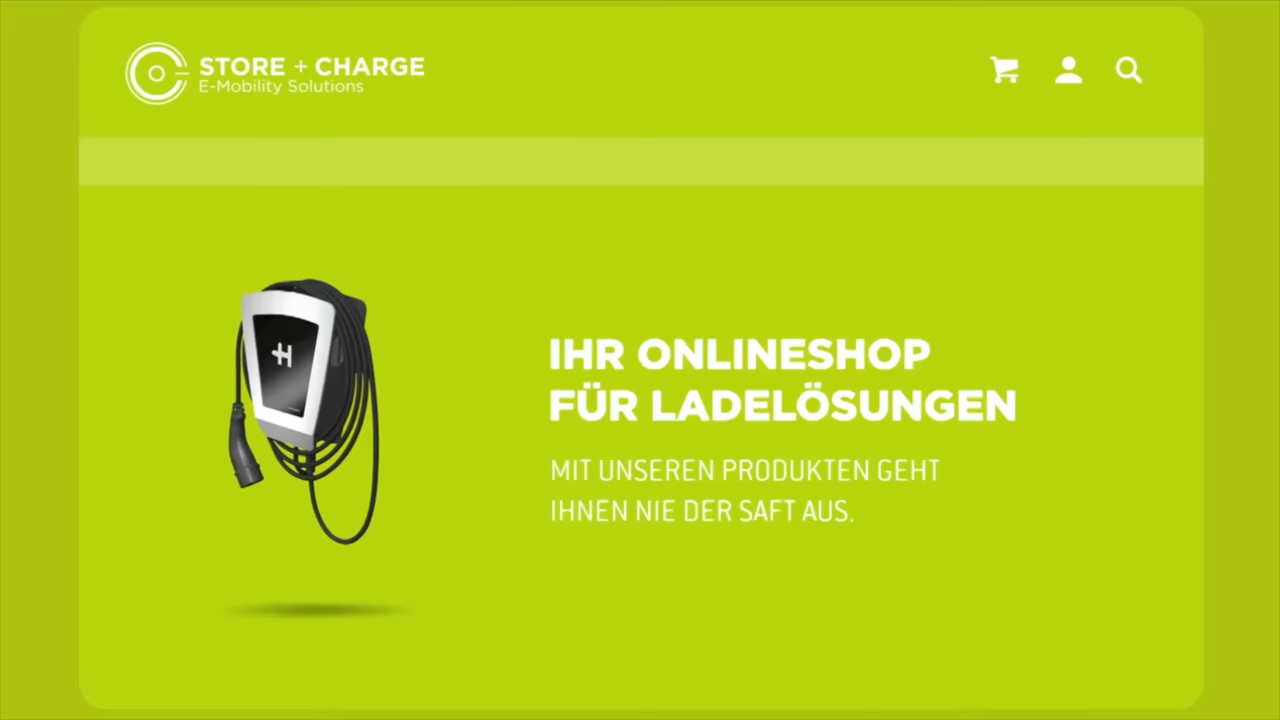 STORE + CHARGE
E-Mobility Solutions
IHR ONLINESHOP
FÜR LADELÖSUNGEN
MIT UNSEREN PRODUKTEN GEHT
IHNEN NIE DER SAFT AUS.